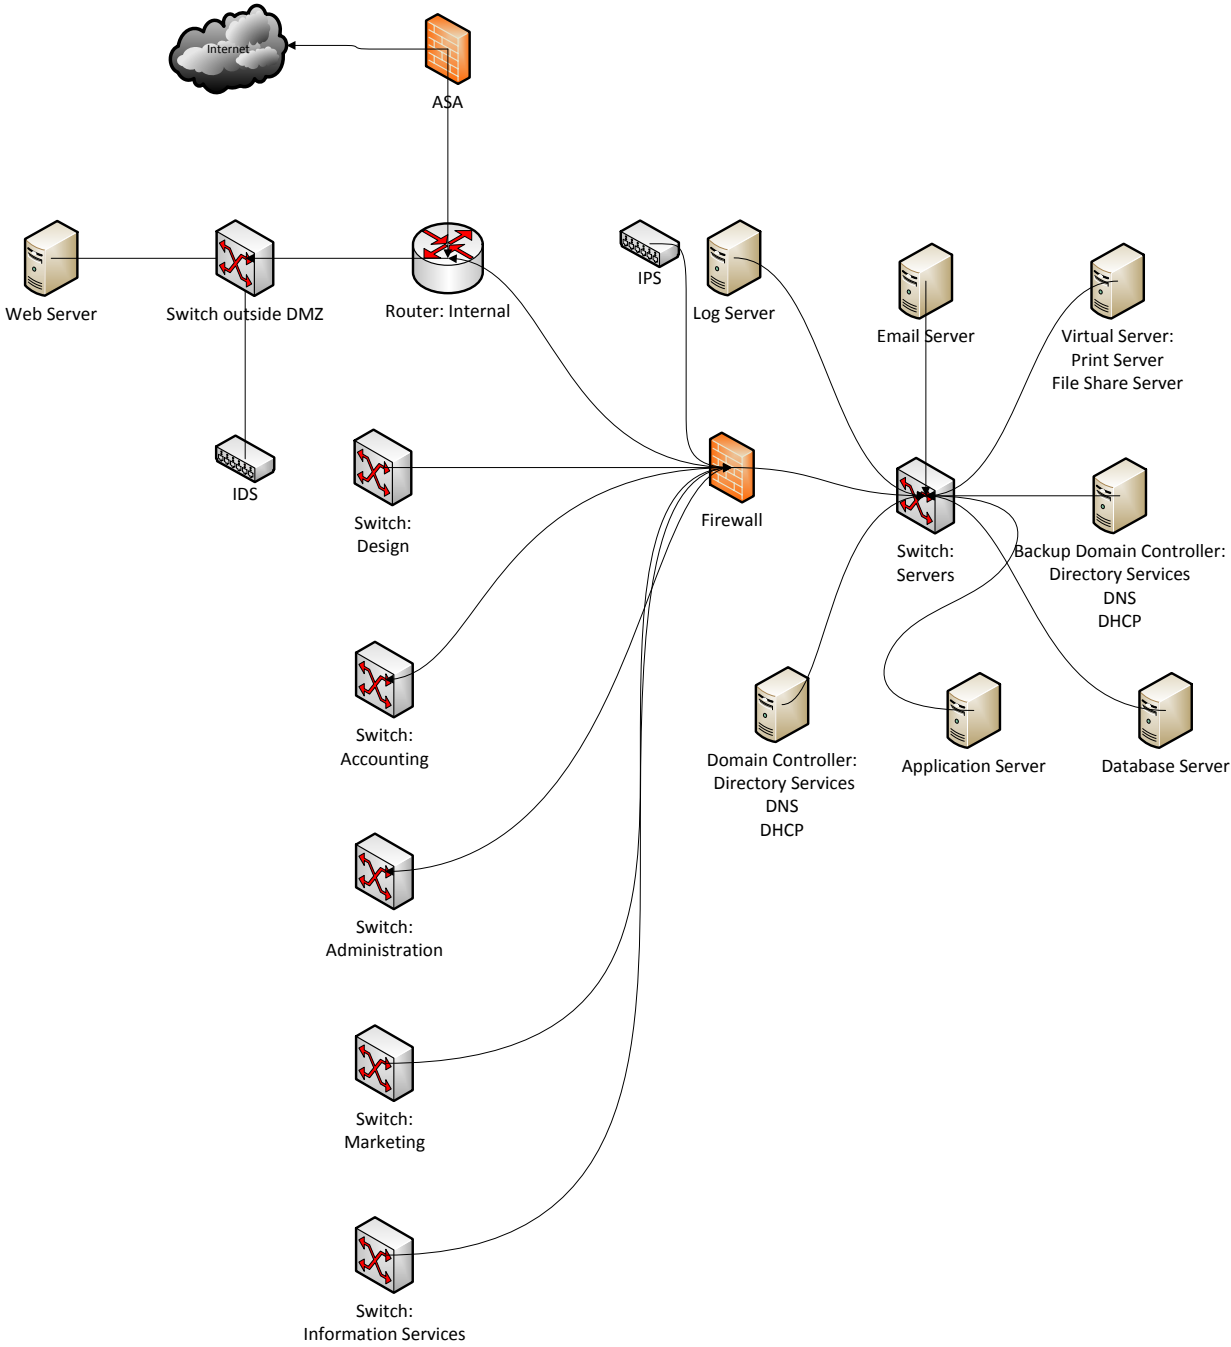 Internet
ASA
Web Server
Switch outside DMZ
Router: Internal
IPS
Log Server
Email Server
Virtual Server:
Print Server
File Share Server
IDS
Switch:
Design
Firewall
Switch:
Servers
Backup Domain Controller:
Directory Services
DNS
DHCP
Switch:
Accounting
Domain Controller:
Directory Services
DNS
DHCP
Application Server
Database Server
Switch:
Administration
Switch:
Marketing
Switch:
Information Services